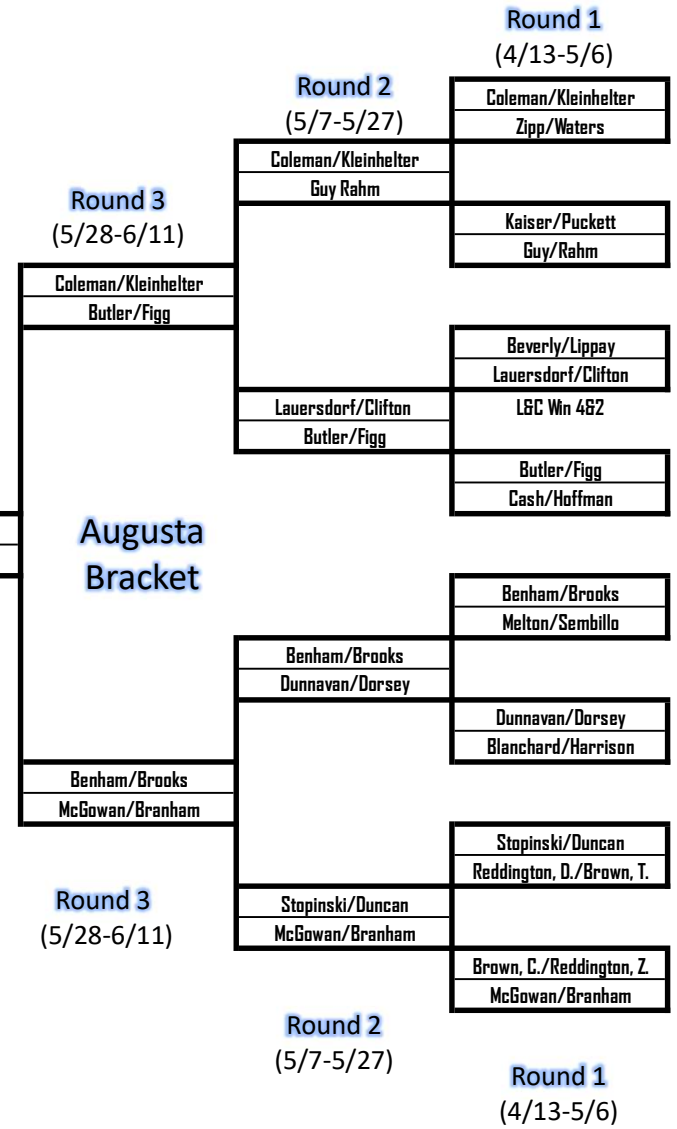 Round 1
(4/13-5/6)
Round 2
(5/7-5/27)
Round 3
(5/28-6/11)
Coleman/Kleinhelter
Zipp/Waters
Coleman/Kleinhelter
Guy Rahm
Kaiser/Puckett
Guy/Rahm
Coleman/Kleinhelter
Butler/Figg
Beverly/Lippay
Lauersdorf/Clifton
L&C Win 4&2
Lauersdorf/Clifton
Butler/Figg
Butler/Figg
Cash/Hoffman
Augusta
Bracket
Benham/Brooks
Melton/Sembillo
Benham/Brooks
Dunnavan/Dorsey
Dunnavan/Dorsey
Blanchard/Harrison
Benham/Brooks
McGowan/Branham
Stopinski/Duncan
Reddington, D./Brown, T.
Stopinski/Duncan
McGowan/Branham
Brown, C./Reddington, Z.
McGowan/Branham
Round 3
(5/28-6/11)
Round 2
(5/7-5/27)
Round 1
(4/13-5/6)